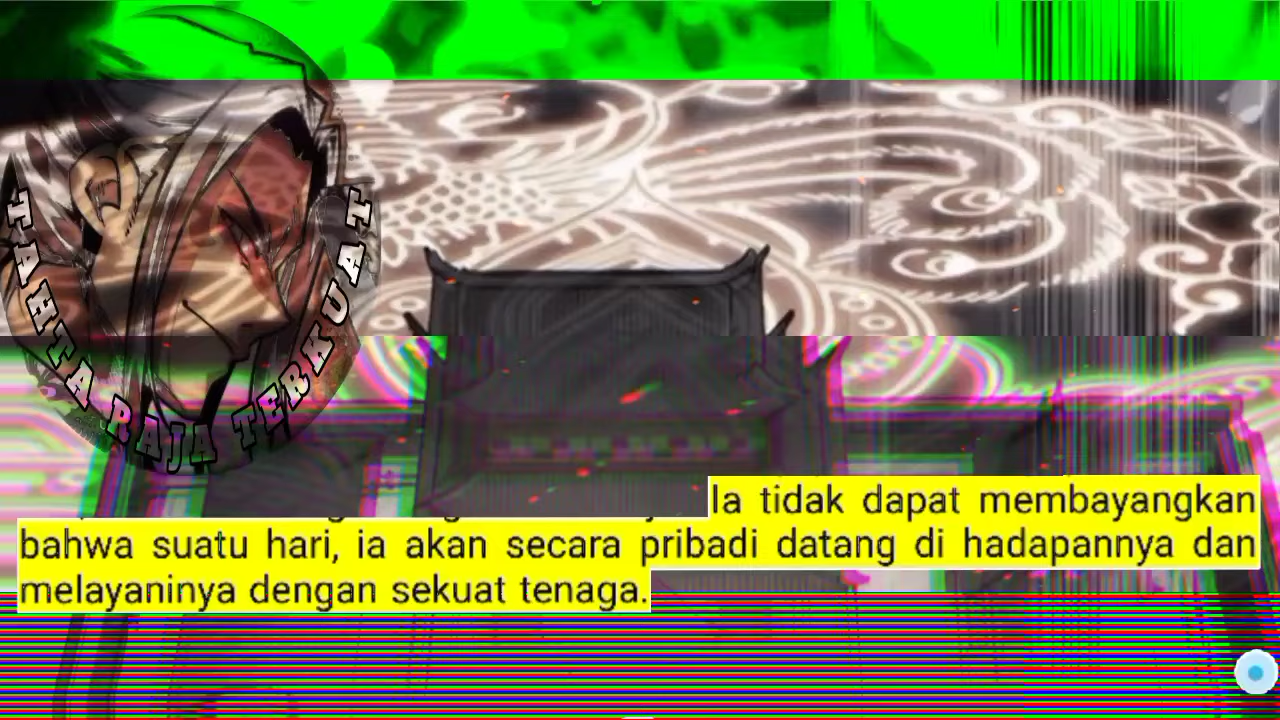 TAHTA RAJA TERKUAT
Ia tidak dapat membayangkan
bahwa suatu hari, ia akan secara pribadi datang di hadapannya dan
melayaninya dengan sekuat tenaga.